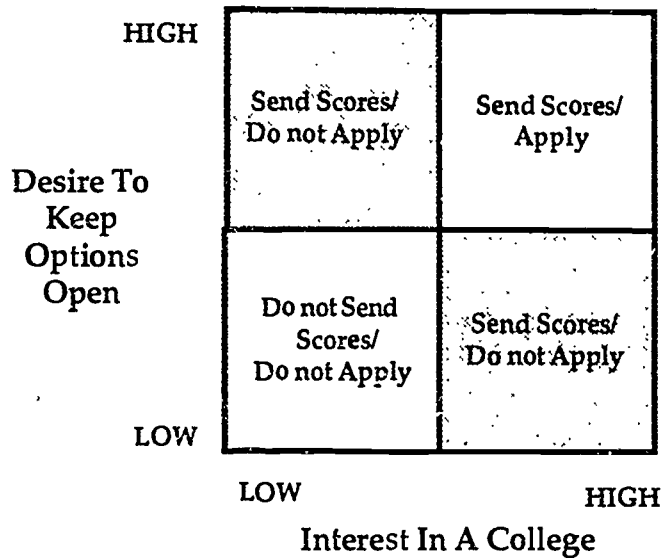 HIGH
Send Scores/
Do not Apply
Send Scores/
Apply
Desire To
Keep
Options
Open
Do not Send
Scores/
Do not Apply
Send Scores/
Do not Apply
LOW
LOW
HIGH
Interest In A College